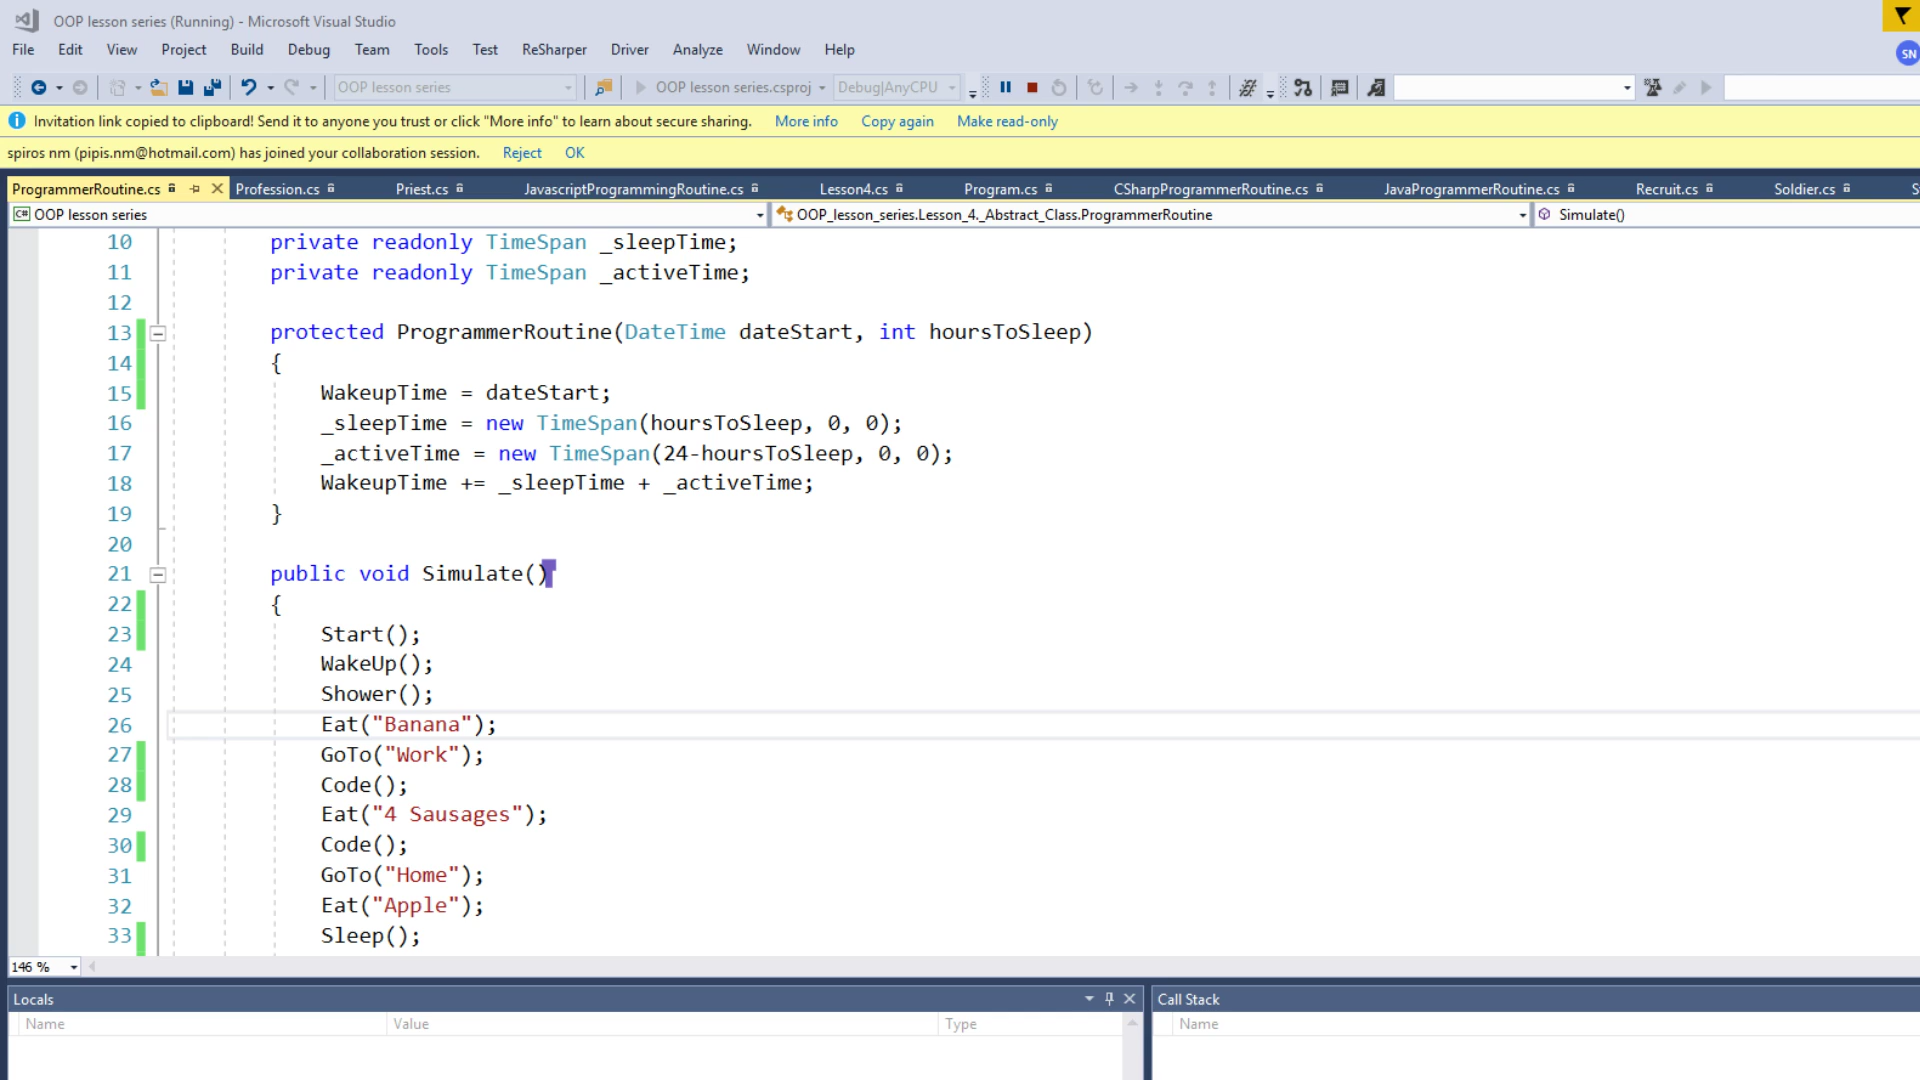 OOP lesson series (Running) - Microsoft Visual Studio
File Edit View Project Build Debug Team Tools Test ReSharper Driver Analyze Window Help
SN
OOP lesson series OOP lesson series.csproj Debug|AnyCPU
Invitation link copied to clipboard! Send it to anyone you trust or click "More info" to learn about secure sharing. More info Copy again Make read-only
spiros nm (pipis.nm@hotmail.com) has joined your collaboration session. Reject OK
ProgrammerRoutine.cs Profession.cs Priest.cs JavascriptProgrammingRoutine.cs Lesson4.cs Program.cs CSharpProgrammerRoutine.cs JavaProgrammerRoutine.cs Recruit.cs Soldier.cs
C# OOP lesson series OOP_lesson_series.Lesson_4._Abstract_Class.ProgrammerRoutine Simulate()
10 private readonly TimeSpan _sleepTime;
11 private readonly TimeSpan _activeTime;
12
13 protected ProgrammerRoutine(DateTime dateStart, int hoursToSleep)
14 {
15 WakeupTime = dateStart;
16 _sleepTime = new TimeSpan(hoursToSleep, 0, 0);
17 _activeTime = new TimeSpan(24-hoursToSleep, 0, 0);
18 WakeupTime += _sleepTime + _activeTime;
19 }
20
21 public void Simulate()
22 {
23 Start();
24 WakeUp();
25 Shower();
26 Eat("Banana");
27 GoTo("Work");
28 Code();
29 Eat("4 Sausages");
30 Code();
31 GoTo("Home");
32 Eat("Apple");
33 Sleep();
146 %
Locals Call Stack
Name Value Type Name